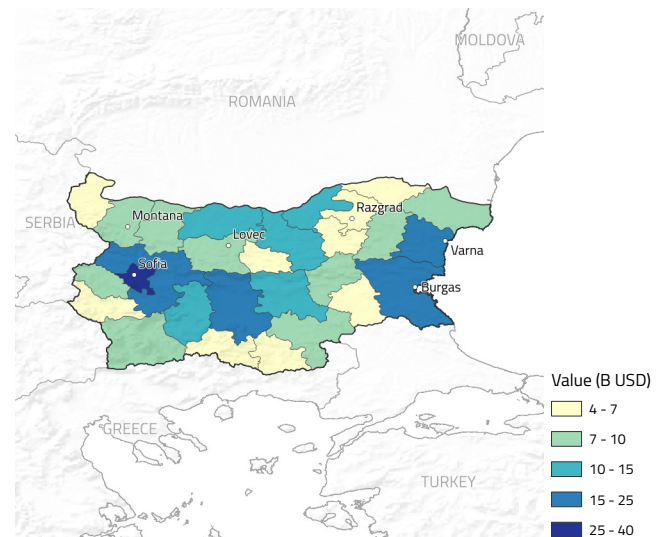 MOLDOVA
ROMANIA
Razgrad
Montana
SERBIA
Lovec
Varna
Sofia
Burgas
Value (B USD)
4 - 7
7 - 10
10 - 15
15 - 25
25 - 40
GREECE
TURKEY